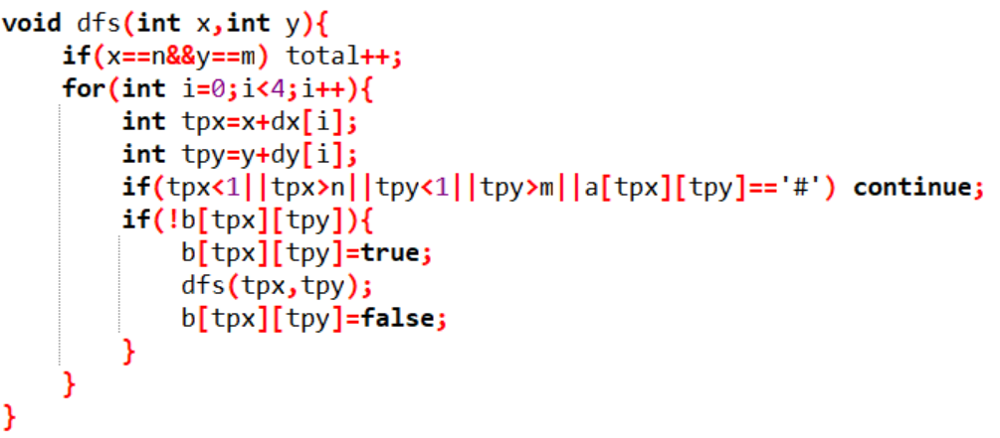 void dfs(int x,int y){
    if(x==n&&y==m) total++;
    for(int i=0;i<4;i++){
        int tpx=x+dx[i];
        int tpy=y+dy[i];
        if(tpx<1||tpx>n||tpy<1||tpy>m||a[tpx][tpy]=='#') continue;
        if(!b[tpx][tpy]){
            b[tpx][tpy]=true;
            dfs(tpx,tpy);
            b[tpx][tpy]=false;
        }
    }
}